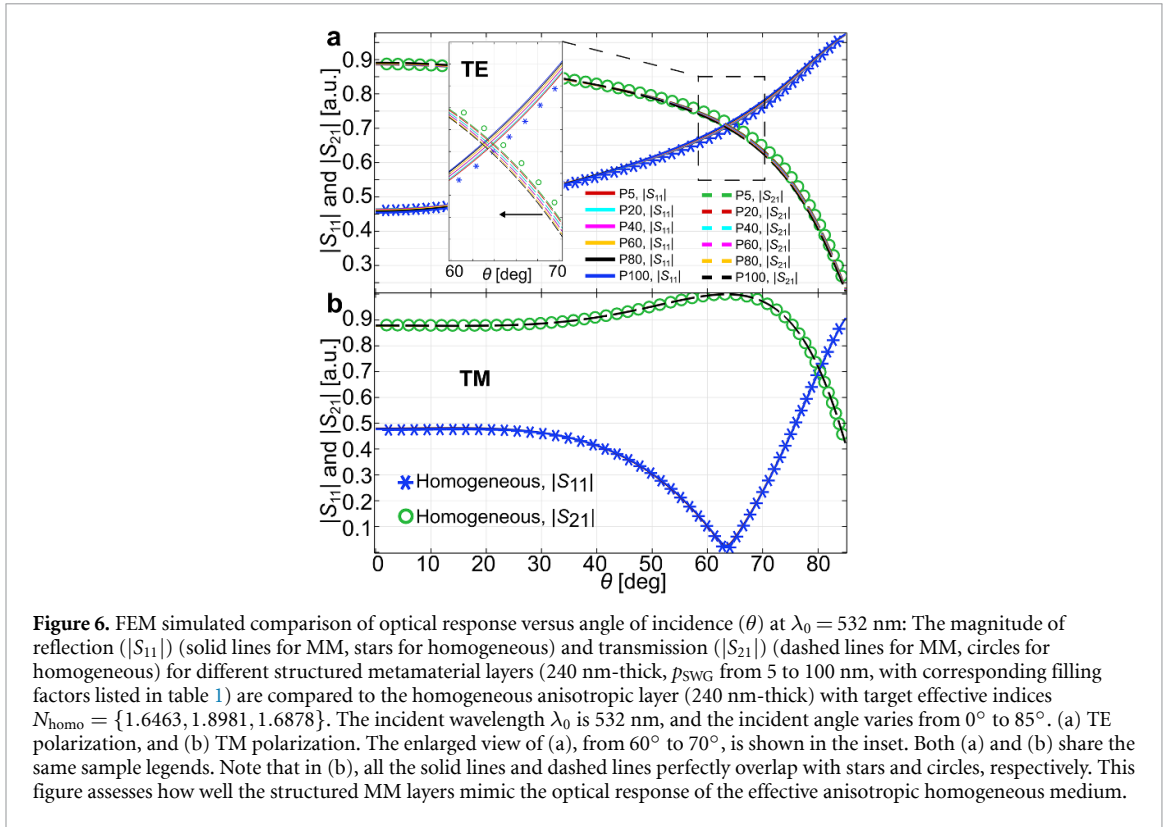 a
TE
|S11| and |S21| [a.u.]
0.9
0.8
0.7
0.6
0.5
0.4
0.3
60 θ [deg] 70
P5, |S11| P5, |S21|
P20, |S11| P20, |S21|
P40, |S11| P40, |S21|
P60, |S11| P60, |S21|
P80, |S11| P80, |S21|
P100, |S11| P100, |S21|
b
TM
|S11| and |S21| [a.u.]
0.9
0.8
0.7
0.6
0.5
0.4
0.3
0.2
0.1
Homogeneous, |S11|
Homogeneous, |S21|
0 10 20 30 40 50 60 70 80
θ [deg]
Figure 6. FEM simulated comparison of optical response versus angle of incidence (θ) at λ0 = 532 nm: The magnitude of
reflection (|S11|) (solid lines for MM, stars for homogeneous) and transmission (|S21|) (dashed lines for MM, circles for
homogeneous) for different structured metamaterial layers (240 nm-thick, pSWG from 5 to 100 nm, with corresponding filling
factors listed in table 1) are compared to the homogeneous anisotropic layer (240 nm-thick) with target effective indices
Nhomo = {1.6463, 1.8981, 1.6878}. The incident wavelength λ0 is 532 nm, and the incident angle varies from 0° to 85°. (a) TE
polarization, and (b) TM polarization. The enlarged view of (a), from 60° to 70°, is shown in the inset. Both (a) and (b) share the
same sample legends. Note that in (b), all the solid lines and dashed lines perfectly overlap with stars and circles, respectively. This
figure assesses how well the structured MM layers mimic the optical response of the effective anisotropic homogeneous medium.